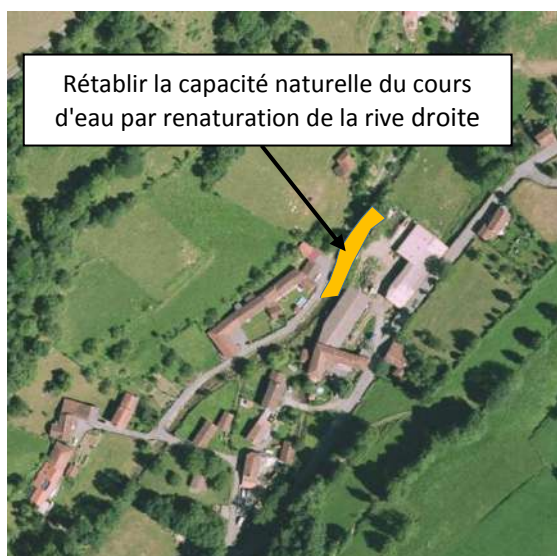 Rétablir la capacité naturelle du cours
d'eau par renaturation de la rive droite